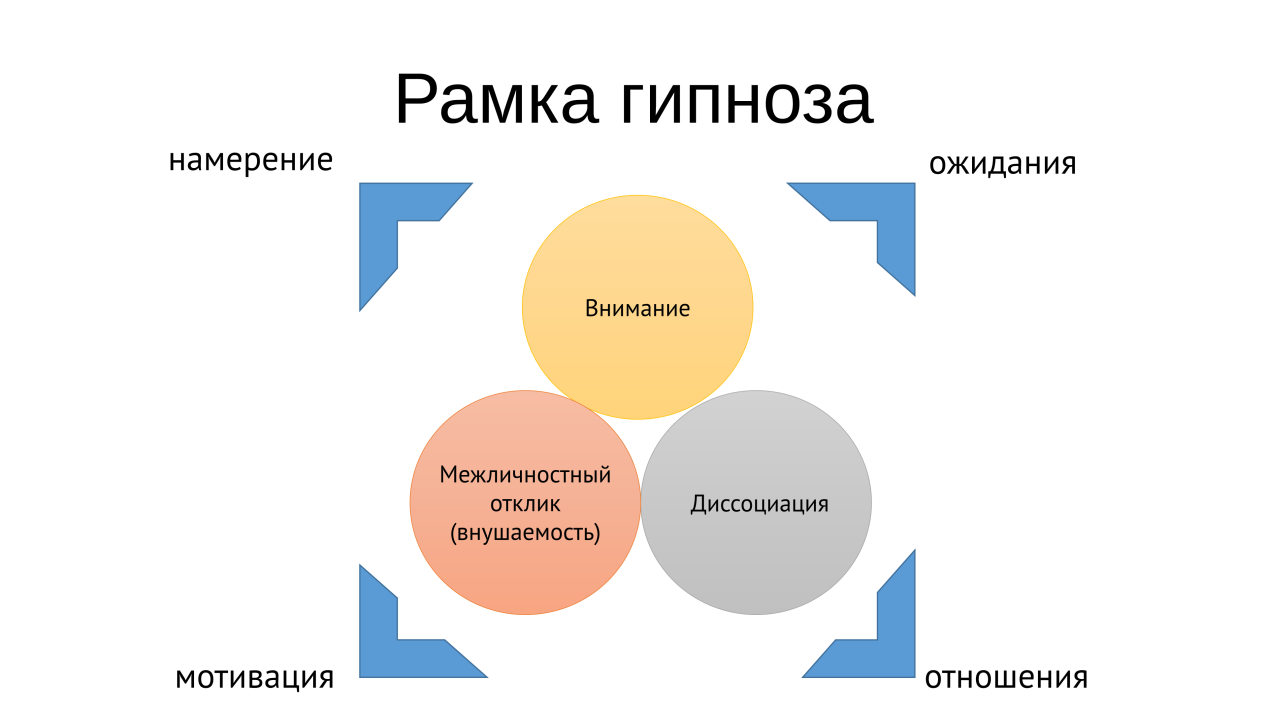 Рамка гипноза
намерение
ожидания
Внимание
Межличностный
отклик
(внушаемость)
Диссоциация
мотивация
отношения